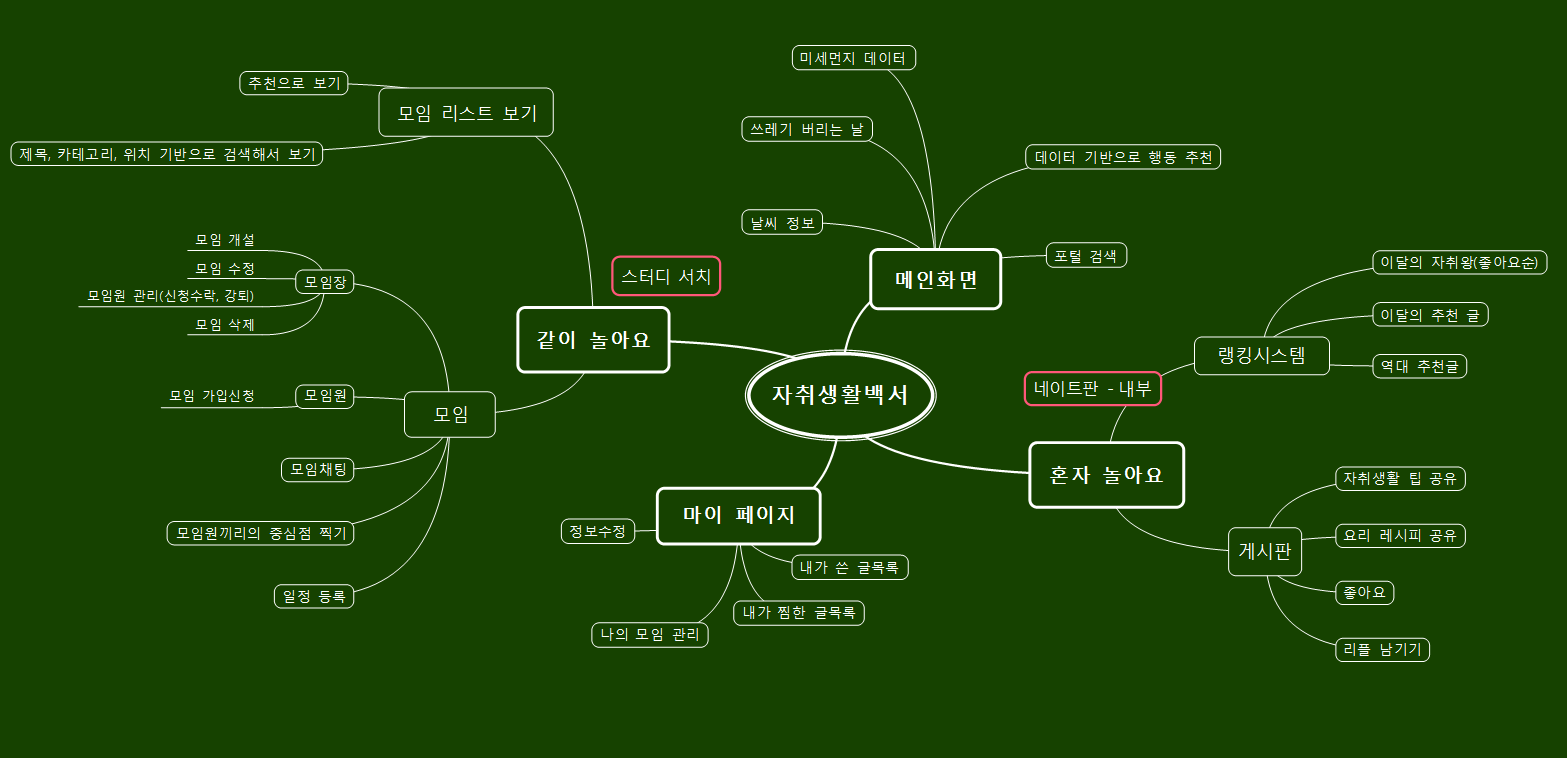 자취생활백서
메인화면
미세먼지 데이터
쓰레기 버리는 날
날씨 정보
데이터 기반으로 행동 추천
포털 검색
같이 놀아요
스터디 서치
모임 리스트 보기
추천으로 보기
제목, 카테고리, 위치 기반으로 검색해서 보기
모임
모임장
모임 개설
모임 수정
모임원 관리(신청수락, 강퇴)
모임 삭제
모임원
모임 가입신청
모임채팅
모임원끼리의 중심점 찍기
일정 등록
마이 페이지
정보수정
내가 쓴 글목록
내가 찜한 글목록
나의 모임 관리
혼자 놀아요
네이트판 - 내부
랭킹시스템
이달의 자취왕(좋아요순)
이달의 추천 글
역대 추천글
게시판
자취생활 팁 공유
요리 레시피 공유
좋아요
리플 남기기